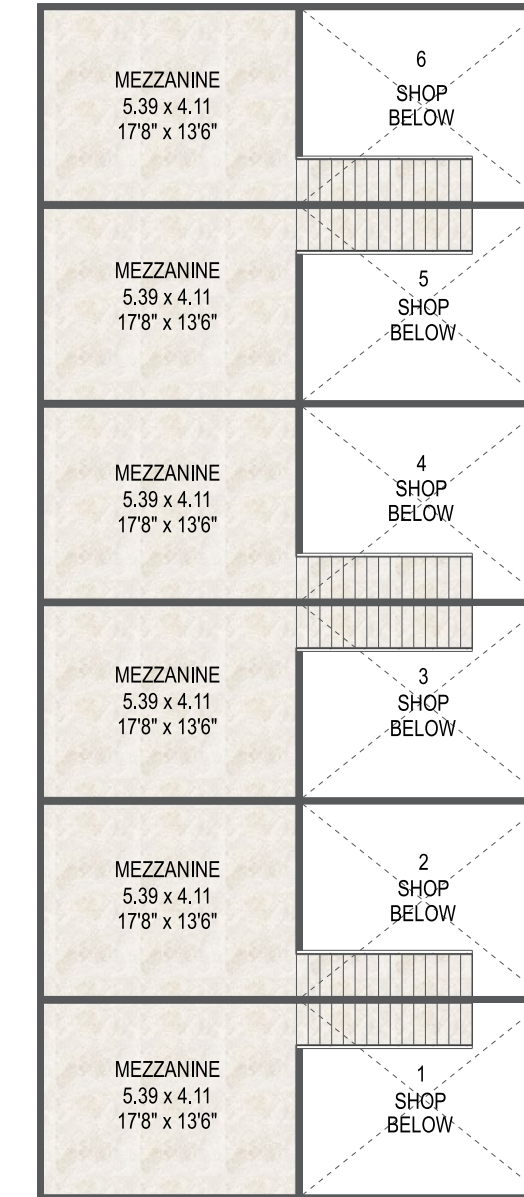 MEZZANINE
5.39 x 4.11
17'8" x 13'6"
6
SHOP
BELOW
MEZZANINE
5.39 x 4.11
17'8" x 13'6"
5
SHOP
BELOW
MEZZANINE
5.39 x 4.11
17'8" x 13'6"
4
SHOP
BELOW
MEZZANINE
5.39 x 4.11
17'8" x 13'6"
3
SHOP
BELOW
MEZZANINE
5.39 x 4.11
17'8" x 13'6"
2
SHOP
BELOW
MEZZANINE
5.39 x 4.11
17'8" x 13'6"
1
SHOP
BELOW